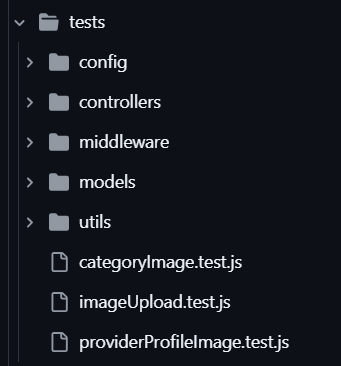 tests
config
controllers
middleware
models
utils
categoryImage.test.js
imageUpload.test.js
providerProfileImage.test.js